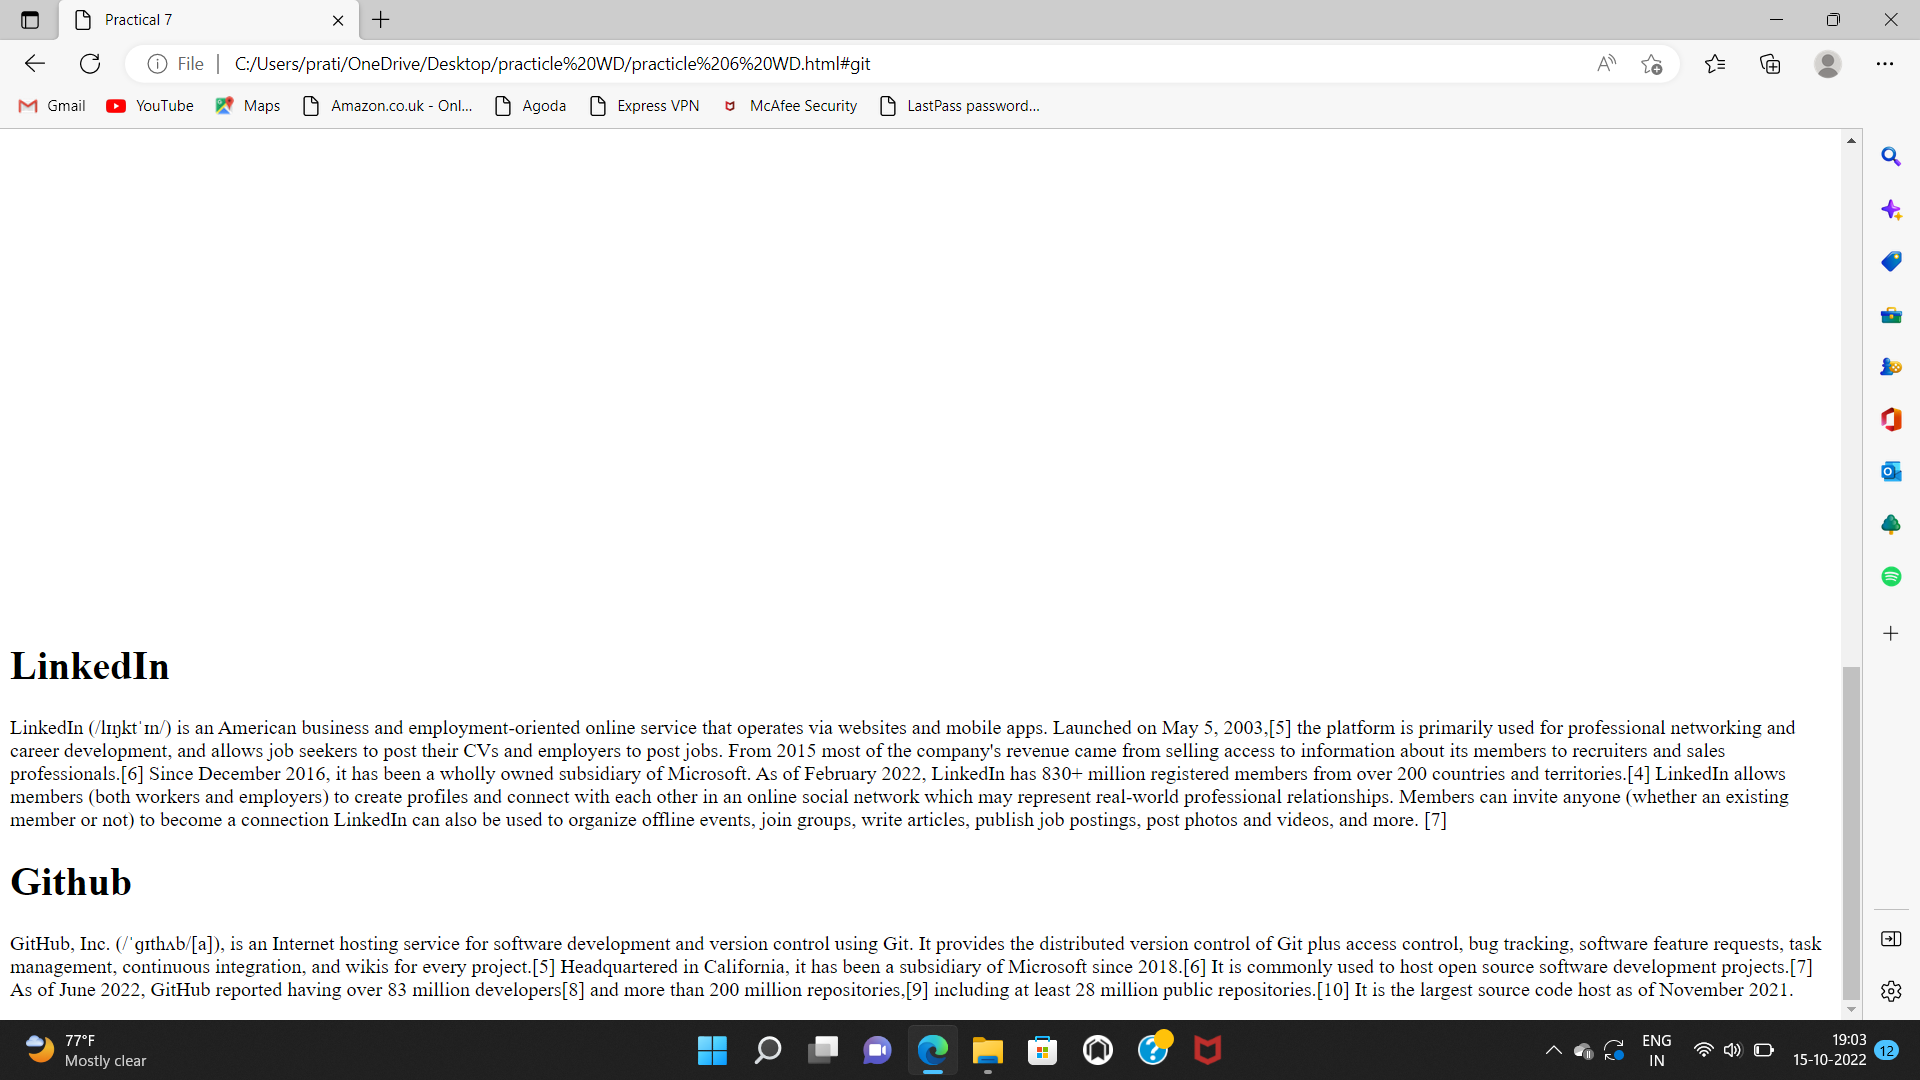 Practical 7
File
C:/Users/prati/OneDrive/Desktop/practicle%20WD/practicle%206%20WD.html#git
Gmail
YouTube
Maps
Amazon.co.uk - Onl...
Agoda
Express VPN
McAfee Security
LastPass password...
LinkedIn
LinkedIn (/lɪŋktˈɪn/) is an American business and employment-oriented online service that operates via websites and mobile apps. Launched on May 5, 2003,[5] the platform is primarily used for professional networking and
career development, and allows job seekers to post their CVs and employers to post jobs. From 2015 most of the company's revenue came from selling access to information about its members to recruiters and sales
professionals.[6] Since December 2016, it has been a wholly owned subsidiary of Microsoft. As of February 2022, LinkedIn has 830+ million registered members from over 200 countries and territories.[4] LinkedIn allows
members (both workers and employers) to create profiles and connect with each other in an online social network which may represent real-world professional relationships. Members can invite anyone (whether an existing
member or not) to become a connection LinkedIn can also be used to organize offline events, join groups, write articles, publish job postings, post photos and videos, and more. [7]
Github
GitHub, Inc. (/ˈɡɪthʌb/[a]), is an Internet hosting service for software development and version control using Git. It provides the distributed version control of Git plus access control, bug tracking, software feature requests, task
management, continuous integration, and wikis for every project.[5] Headquartered in California, it has been a subsidiary of Microsoft since 2018.[6] It is commonly used to host open source software development projects.[7]
As of June 2022, GitHub reported having over 83 million developers[8] and more than 200 million repositories,[9] including at least 28 million public repositories.[10] It is the largest source code host as of November 2021.
77°F
Mostly clear
ENG
IN
19:03
15-10-2022
12